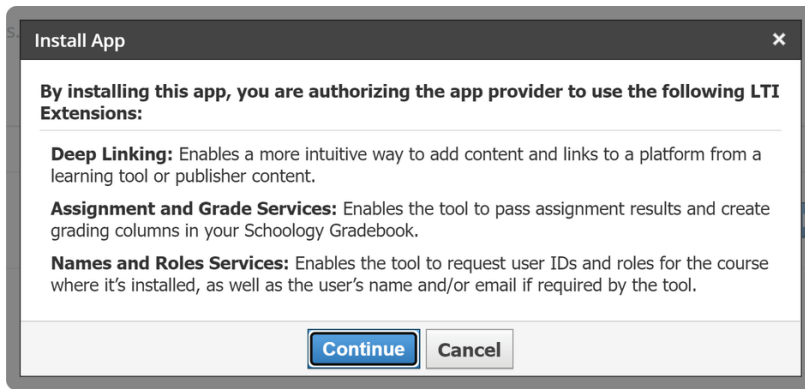 s.
Install App
×
By installing this app, you are authorizing the app provider to use the following LTI
Extensions:
Deep Linking: Enables a more intuitive way to add content and links to a platform from a
learning tool or publisher content.
Assignment and Grade Services: Enables the tool to pass assignment results and create
grading columns in your Schoology Gradebook.
Names and Roles Services: Enables the tool to request user IDs and roles for the course
where it's installed, as well as the user's name and/or email if required by the tool.
Continue Cancel